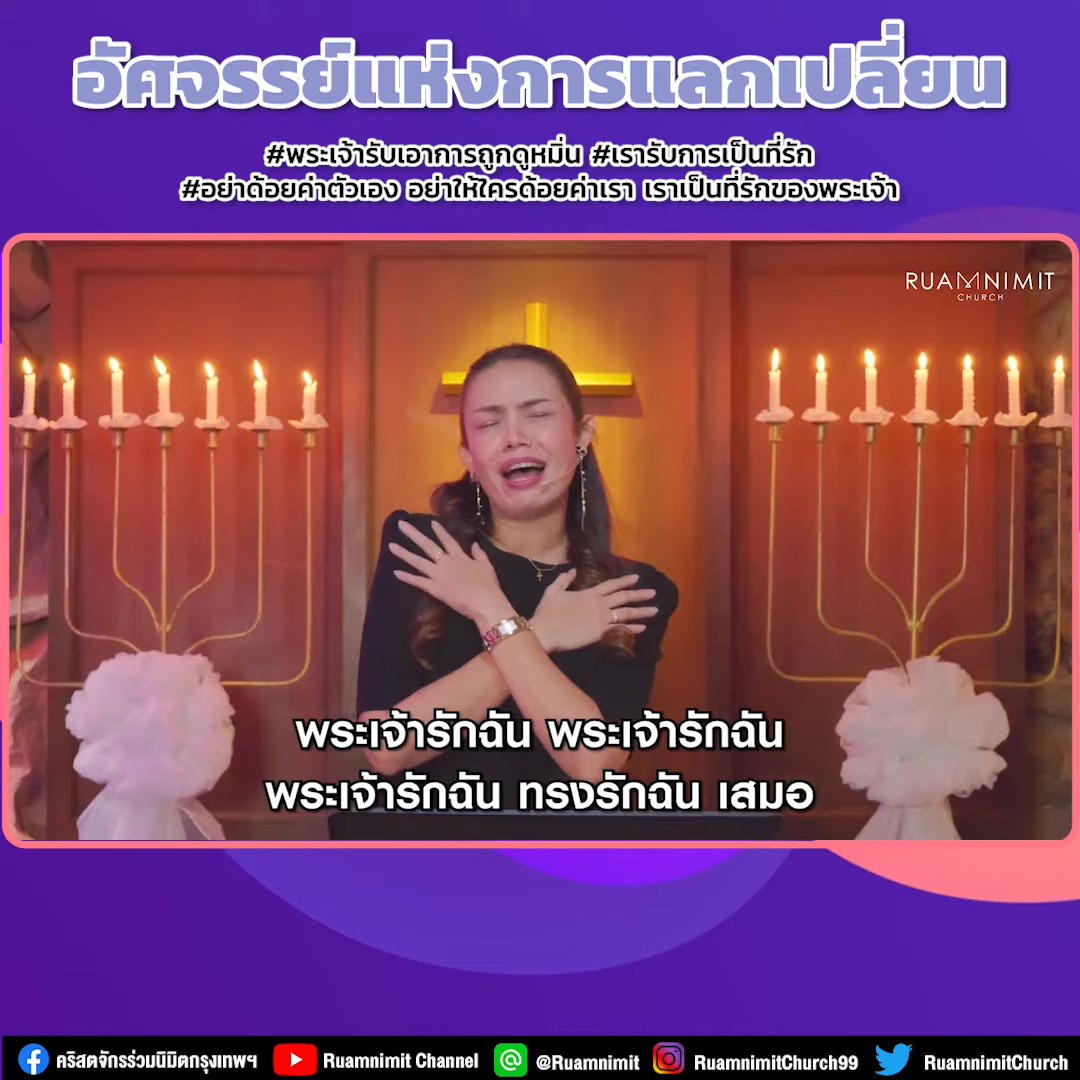 อัศจรรย์แห่งการแลกเปลี่ยน
#พระเจ้ารับเอาการถูกดูหมิ่น #เรารับการเป็นที่รัก
#อย่าด้อยค่าตัวเอง อย่าให้ใครด้อยค่าเรา เราเป็นที่รักของพระเจ้า
RUAMNIMIT
CHURCH
พระเจ้ารักฉัน พระเจ้ารักฉัน
พระเจ้ารักฉัน ทรงรักฉัน เสมอ
คริสตจักรร่วมนิมิตกรุงเทพฯ Ruamnimit Channel @Ruamnimit RuamnimitChurch99 RuamnimitChurch